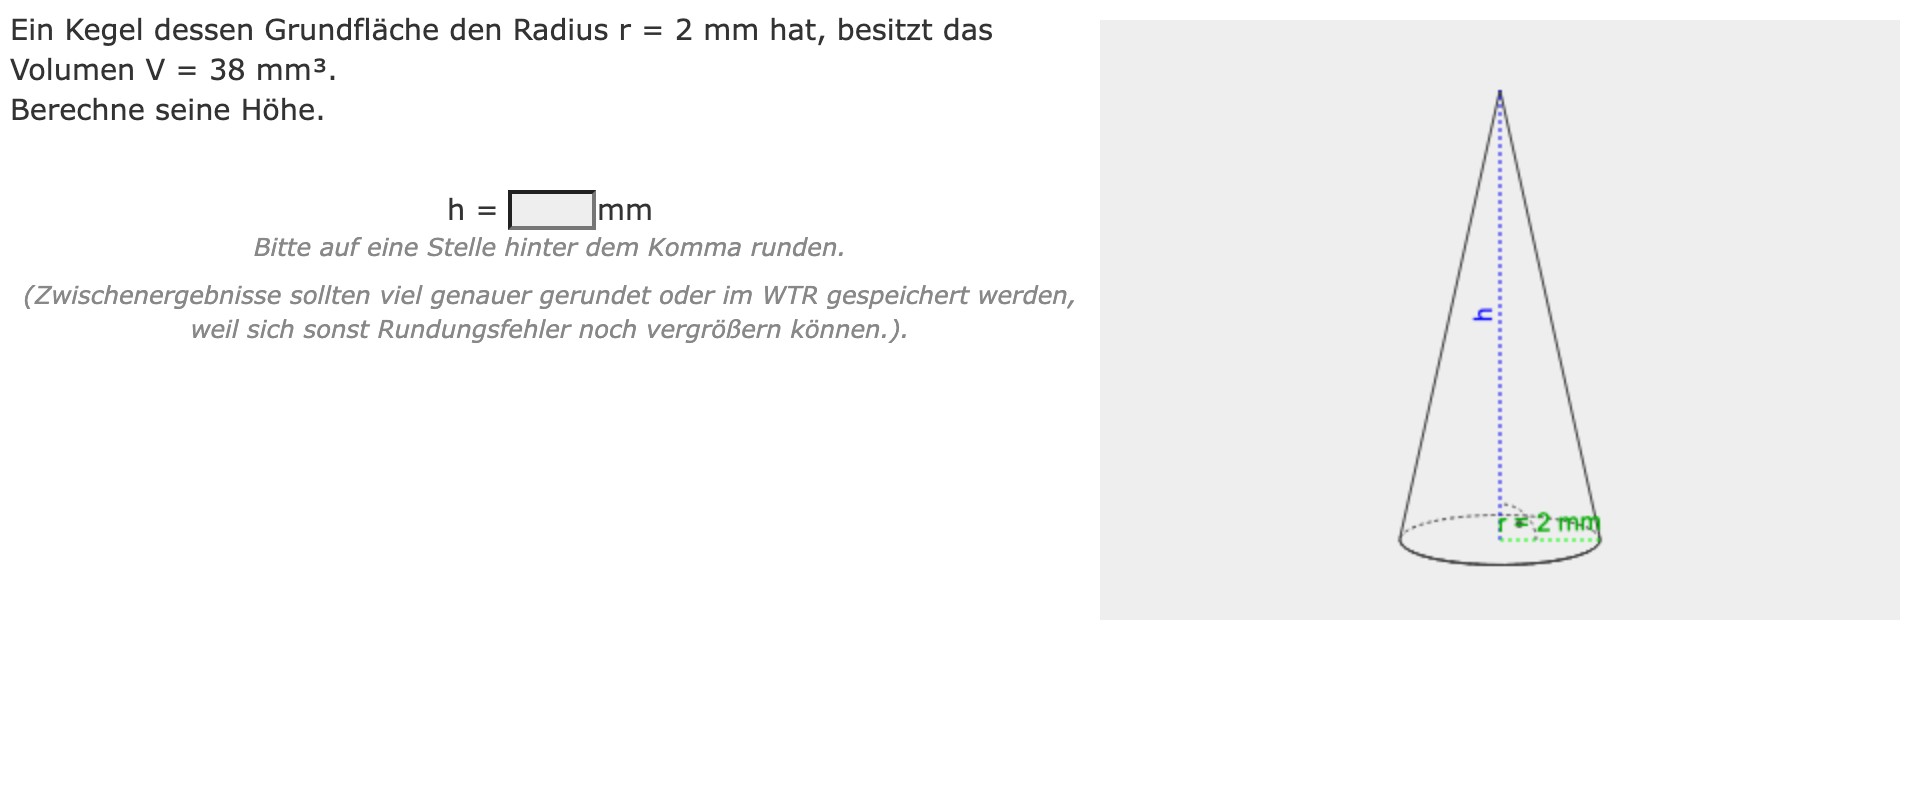 Ein Kegel dessen Grundfläche den Radius r = 2 mm hat, besitzt das
Volumen V = 38 mm³.
Berechne seine Höhe.
h = mm
Bitte auf eine Stelle hinter dem Komma runden.
(Zwischenergebnisse sollten viel genauer gerundet oder im WTR gespeichert werden,
weil sich sonst Rundungsfehler noch vergrößern können.).
h
r = 2 mm